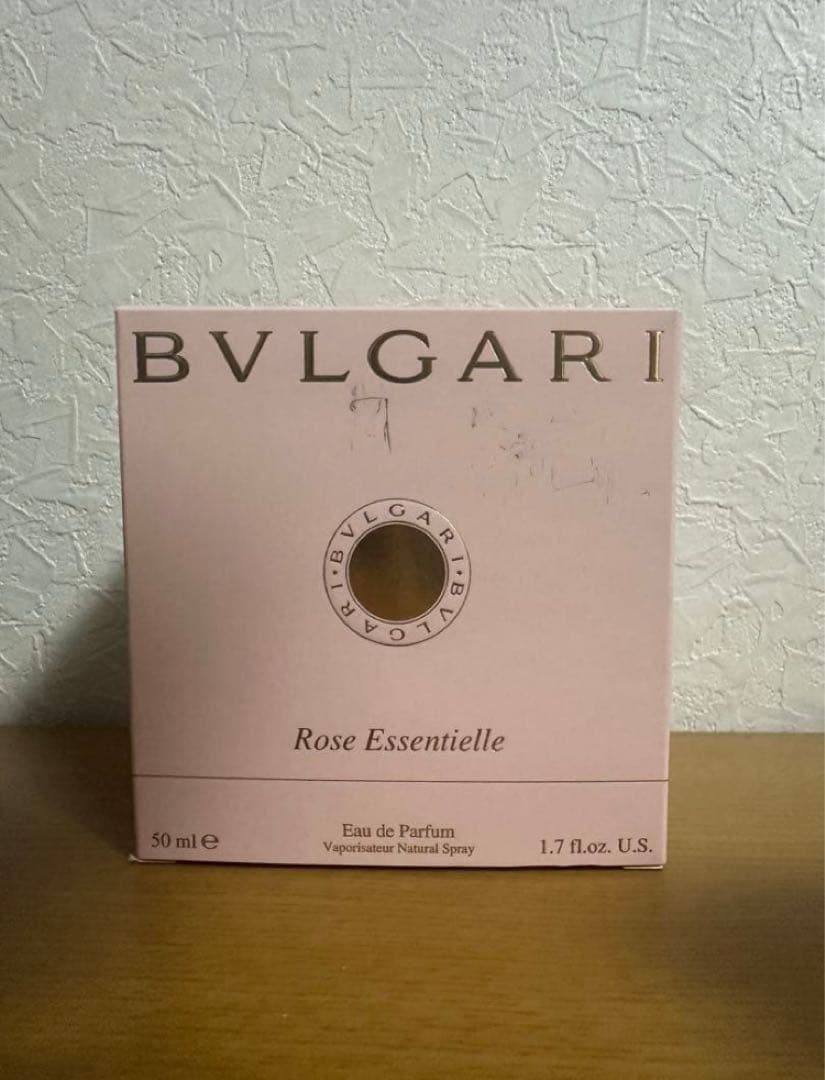 BVLGARI
BVLGARI • BVLGARI •
Rose Essentielle
50 ml ℮
Eau de Parfum
Vaporisateur Natural Spray
1.7 fl.oz. U.S.